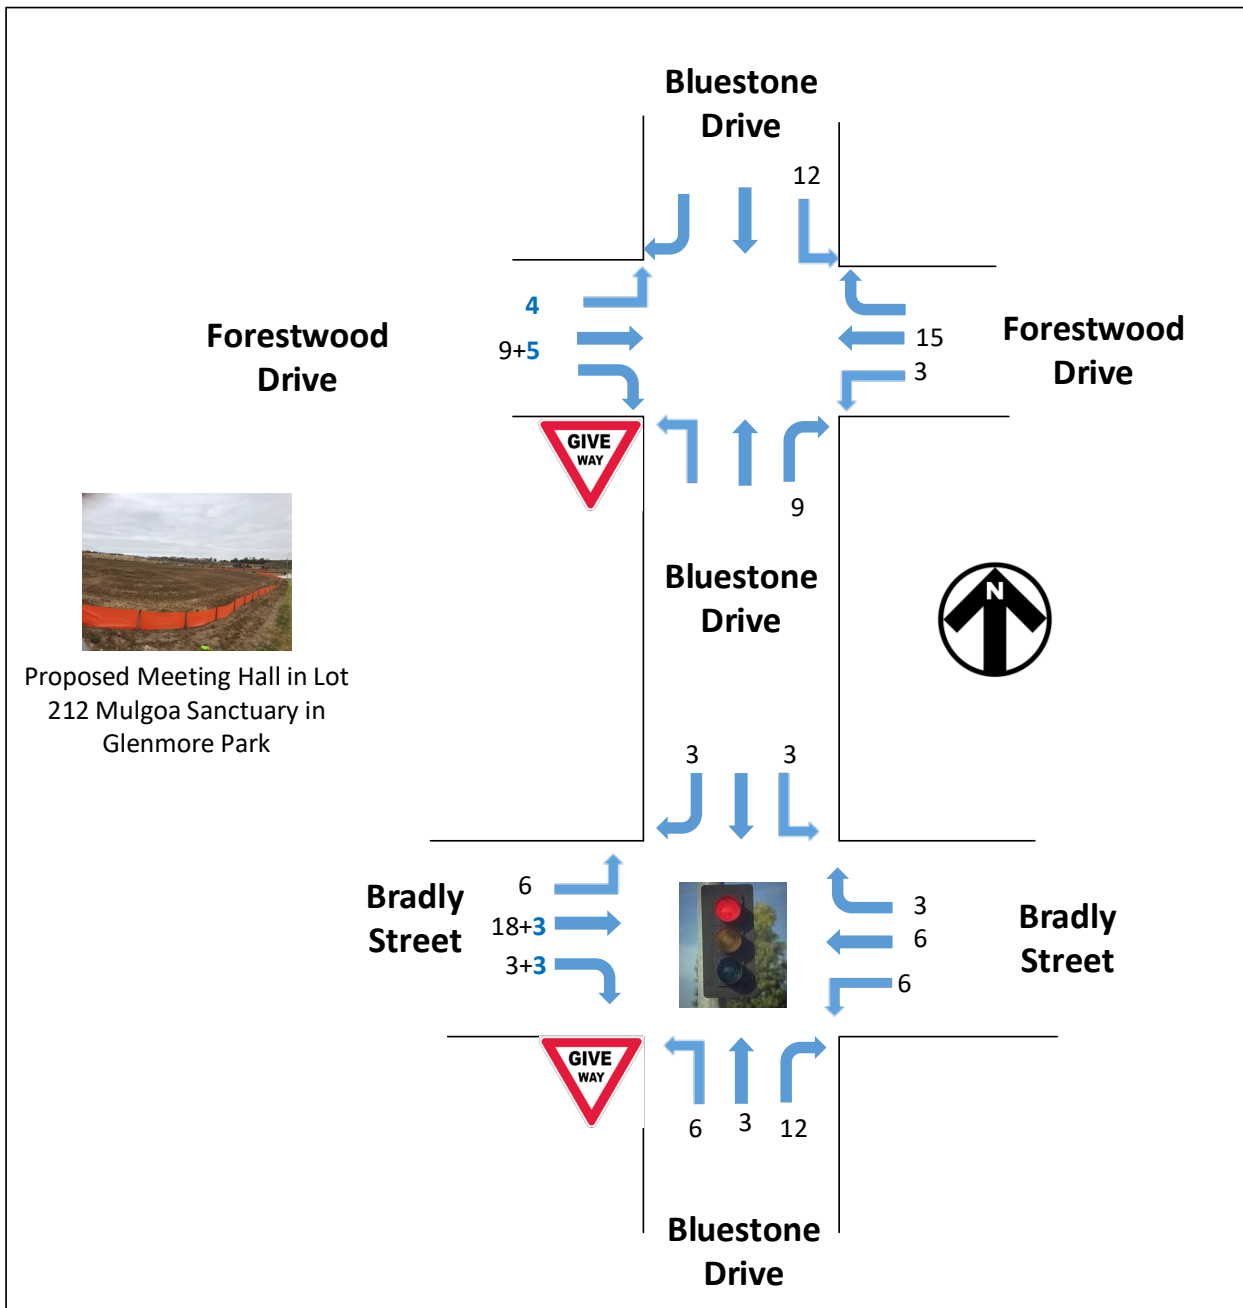 Bluestone
Drive
12
4
9+5
Forestwood
Drive
15
3
Forestwood
Drive
GIVE
WAY
9
Bluestone
Drive
N
Proposed Meeting Hall in Lot
212 Mulgoa Sanctuary in
Glenmore Park
3
3
Bradly
Street
6
18+3
3+3
3
6
6
Bradly
Street
GIVE
WAY
6
3
12
Bluestone
Drive